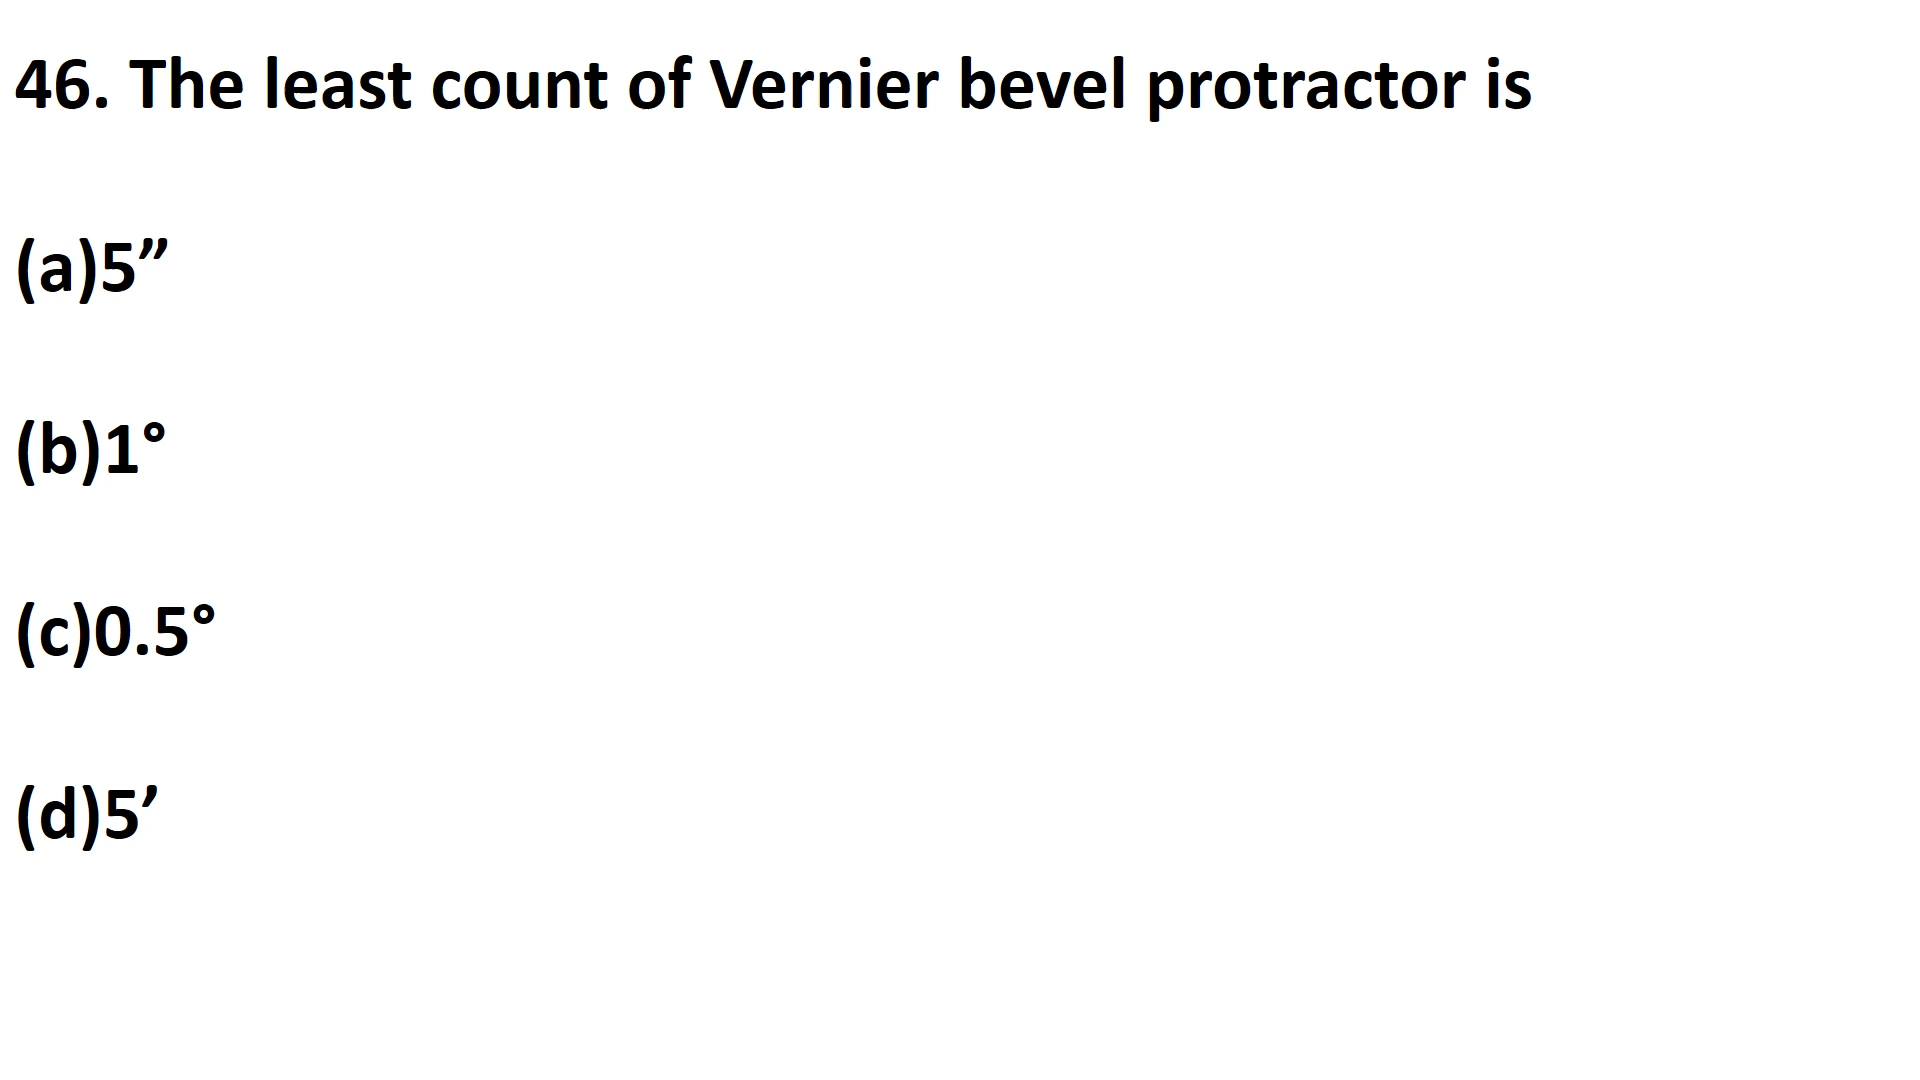 46. The least count of Vernier bevel protractor is
(a)5”
(b)1°
(c)0.5°
(d)5’